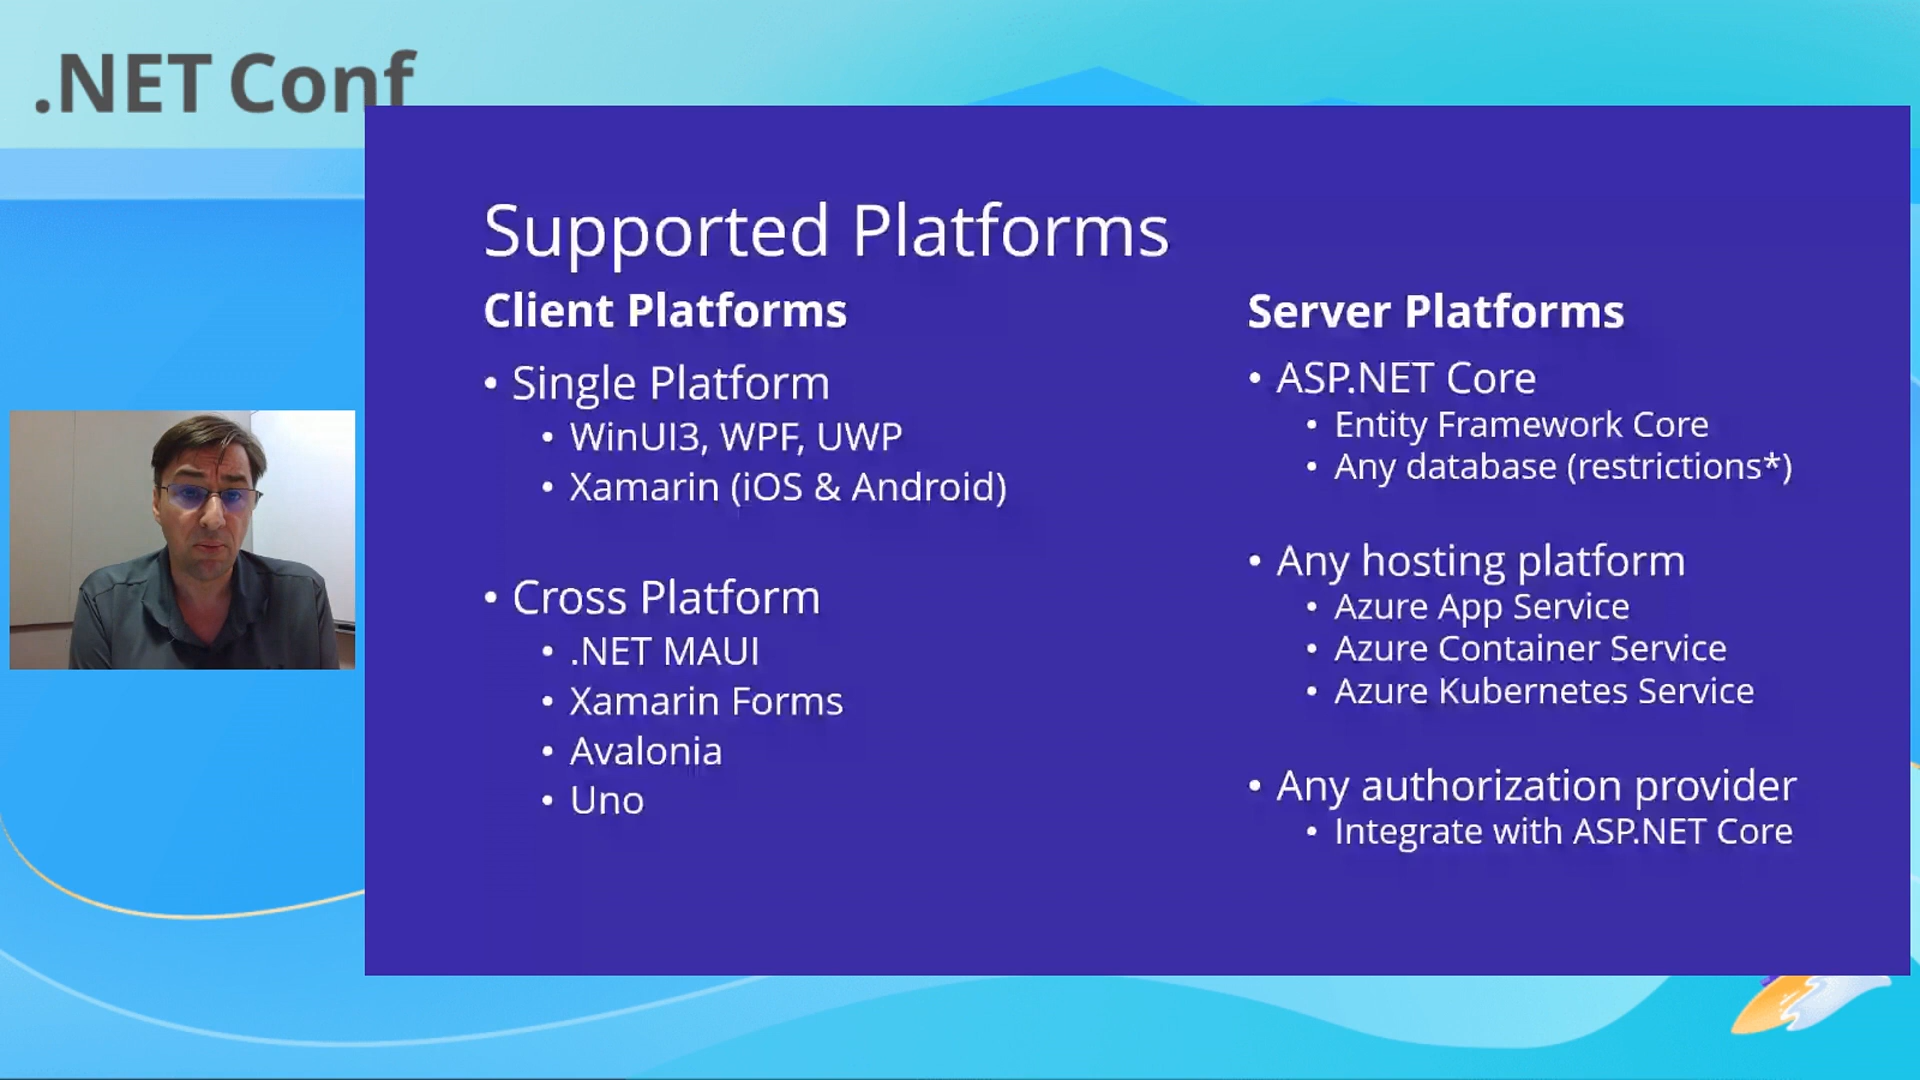 .NET Conf
Supported Platforms
Client Platforms
• Single Platform
• WinUI3, WPF, UWP
• Xamarin (iOS & Android)
• Cross Platform
• .NET MAUI
• Xamarin Forms
• Avalonia
• Uno
Server Platforms
• ASP.NET Core
• Entity Framework Core
• Any database (restrictions*)
• Any hosting platform
• Azure App Service
• Azure Container Service
• Azure Kubernetes Service
• Any authorization provider
• Integrate with ASP.NET Core